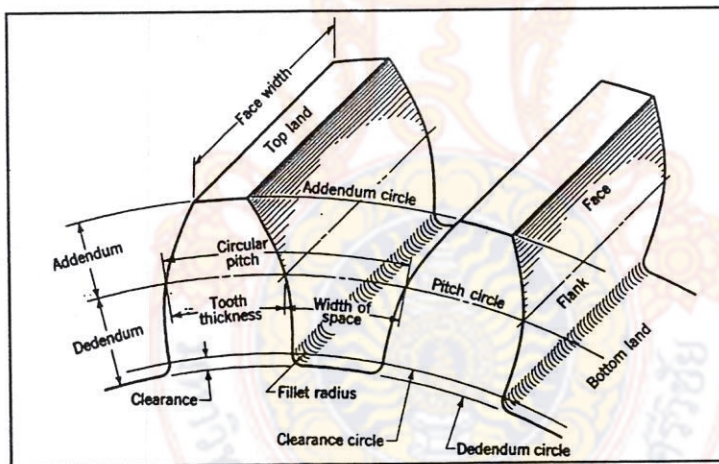 Face width
Top land
Addendum circle
Addendum
Circular
pitch
Face
Pitch circle
Flank
Tooth
thickness
Width of
space
Dedendum
Bottom land
Clearance
Fillet radius
Clearance circle
Dedendum circle